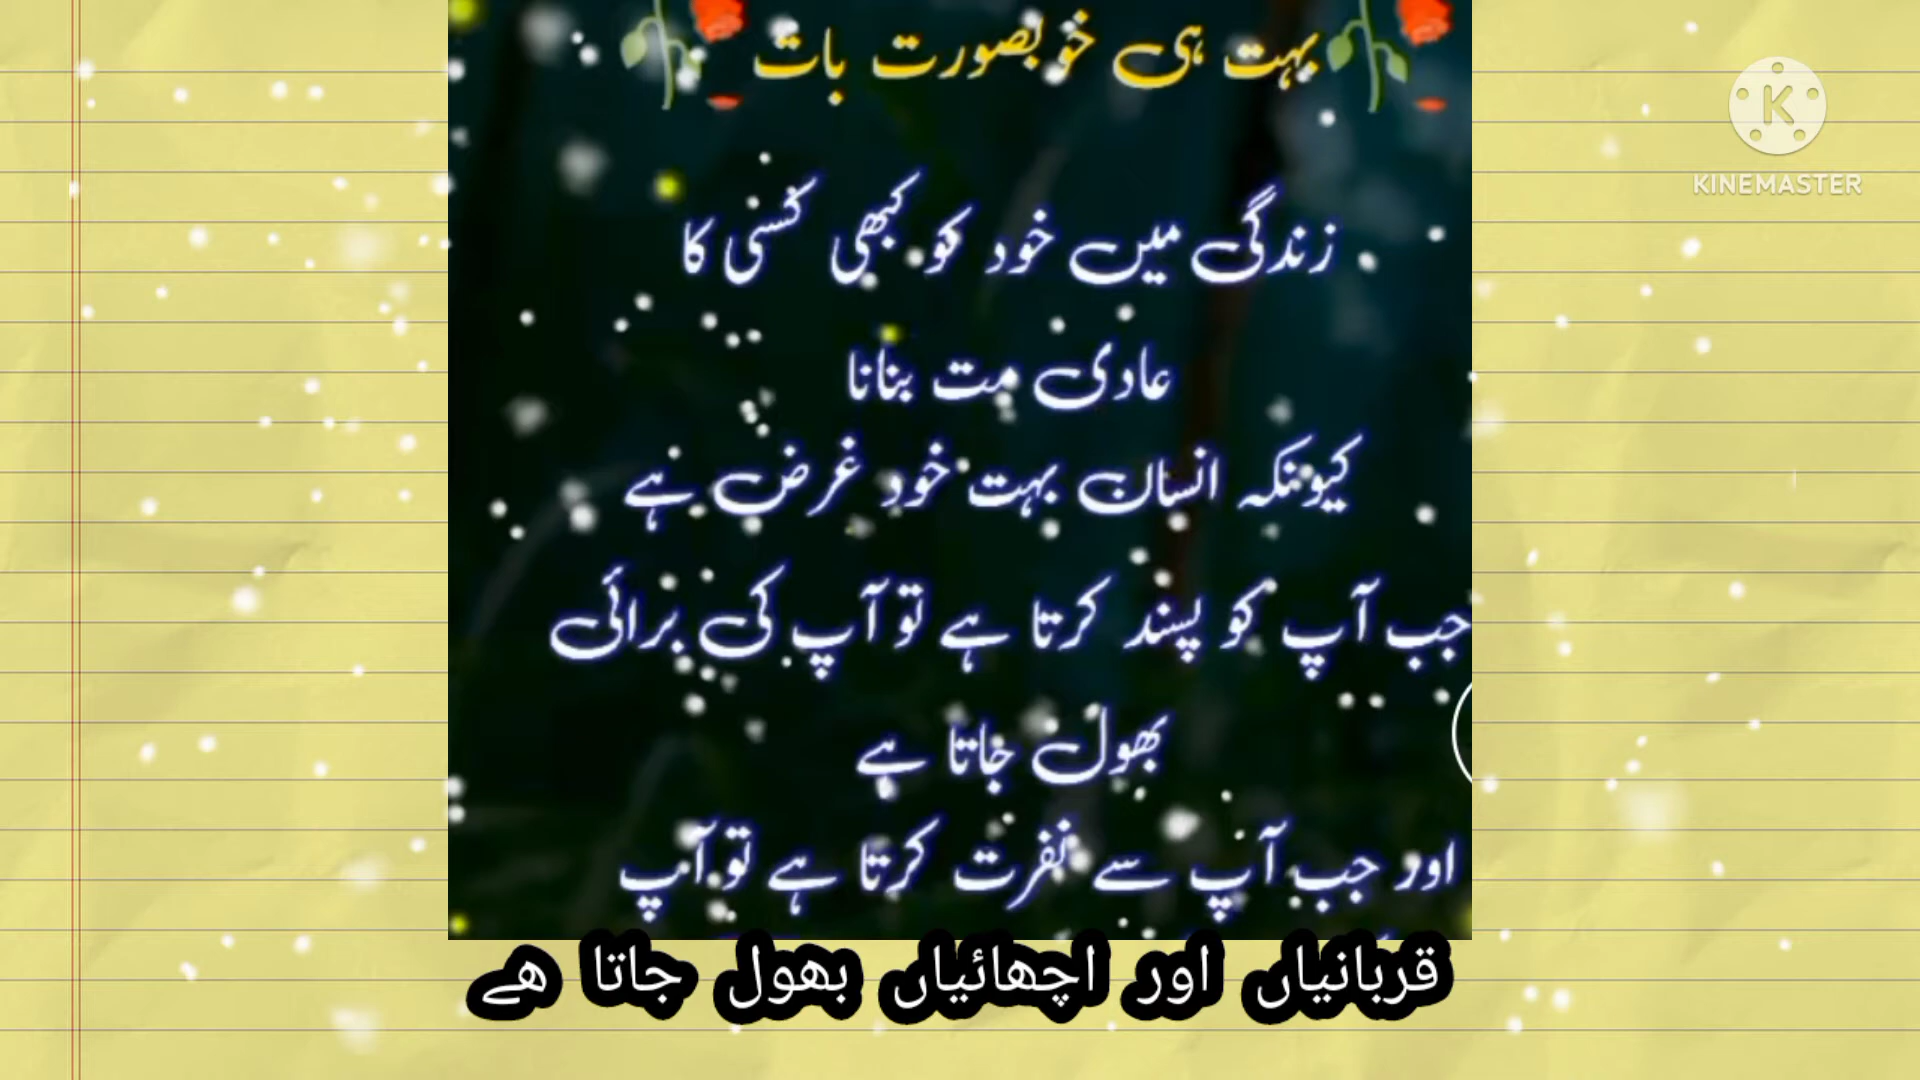 بہت ہی خوبصورت بات
KINEMASTER
زندگی میں خود کو کبھی کسی کا
عادی مت بنانا
کیونکہ انسان بہت خود غرض ہے
جب آپ کو پسند کرتا ہے تو آپ کی برائی
بھول جاتا ہے
اور جب آپ سے نفرت کرتا ہے تو آپ
قربانیاں اور اچھائیاں بھول جاتا ھے